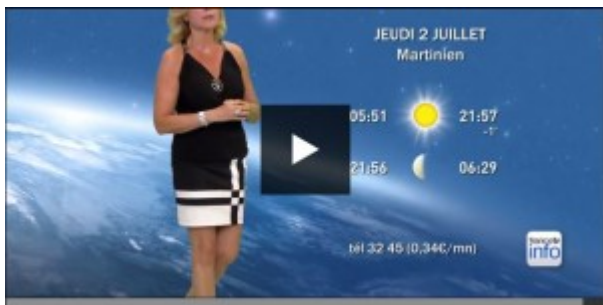 JEUDI 2 JUILLET
Martinien
05:51 21:57
-1'
21:56 06:29
tél 32 45 (0,34€/mn)
info